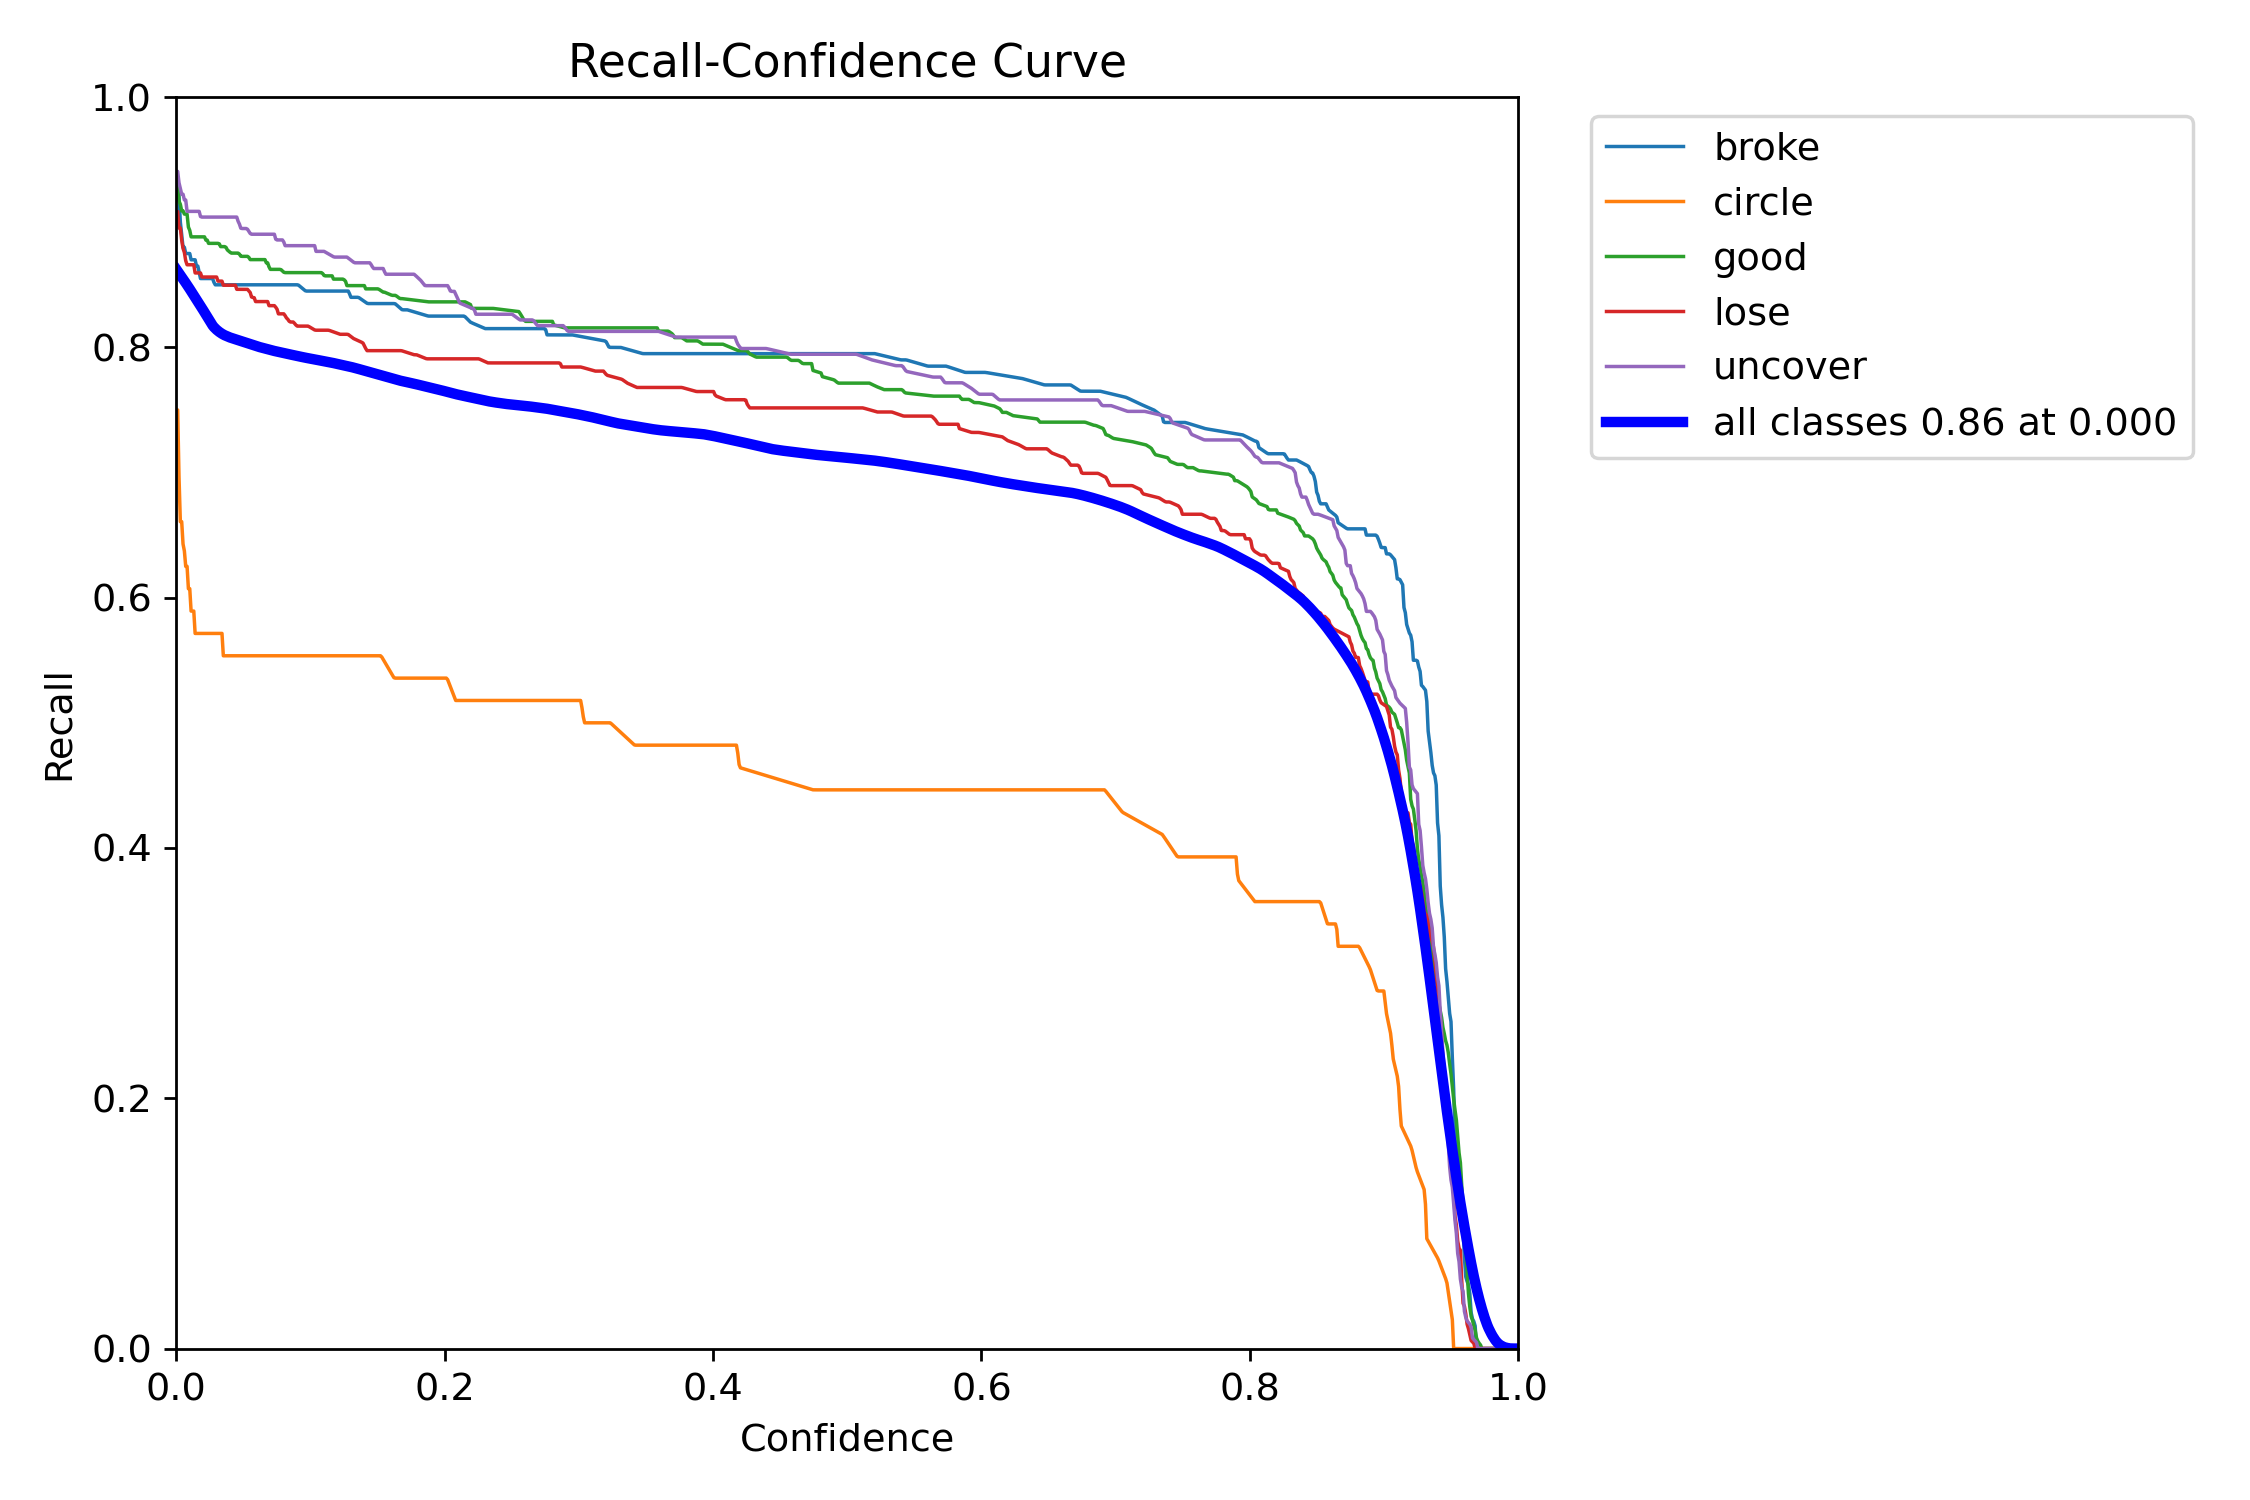 Recall-Confidence Curve
1.0
0.8
0.6
0.4
0.2
0.0
Recall
0.0 0.2 0.4 0.6 0.8 1.0
Confidence
broke
circle
good
lose
uncover
all classes 0.86 at 0.000